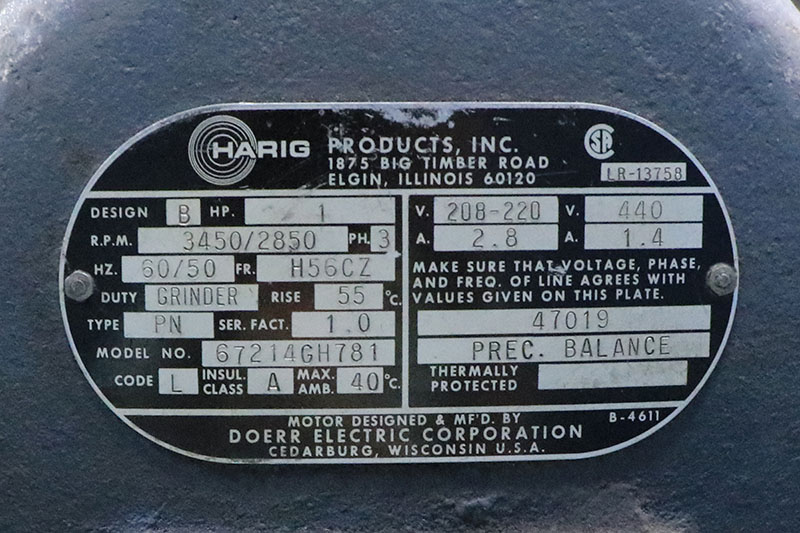 HARIG PRODUCTS, INC.
1875 BIG TIMBER ROAD
ELGIN, ILLINOIS 60120
SA
LR-13758
DESIGN B HP. 1
R.P.M. 3450/2850 PH. 3
HZ. 60/50 FR. H56CZ
DUTY GRINDER RISE 55 °C.
TYPE PN SER. FACT. 1.0
MODEL NO. 67214GH781
CODE L INSUL. CLASS A MAX. AMB. 40 °C.
V. 208-220 V. 440
A. 2.8 A. 1.4
MAKE SURE THAT VOLTAGE, PHASE,
AND FREQ. OF LINE AGREES WITH
VALUES GIVEN ON THIS PLATE.
47019
PREC. BALANCE
THERMALLY
PROTECTED
MOTOR DESIGNED & MF'D. BY
B-4611
DOERR ELECTRIC CORPORATION
CEDARBURG, WISCONSIN U.S.A.